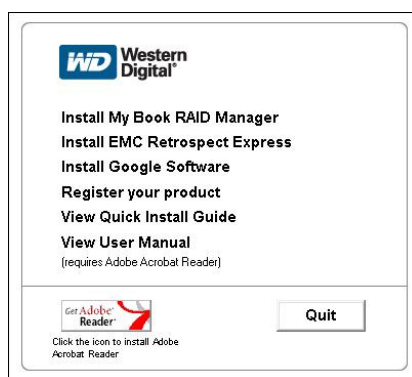 WD Western
Digital®
Install My Book RAID Manager
Install EMC Retrospect Express
Install Google Software
Register your product
View Quick Install Guide
View User Manual
(requires Adobe Acrobat Reader)
Get Adobe®
Reader®
Click the icon to install Adobe
Acrobat Reader
Quit